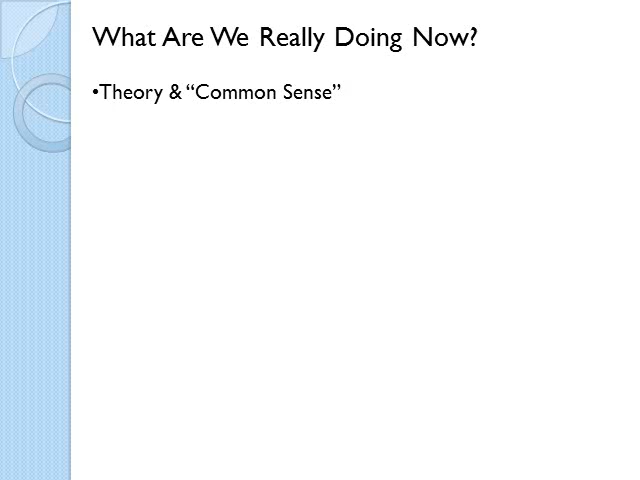 What Are We Really Doing Now?
•Theory & “Common Sense”